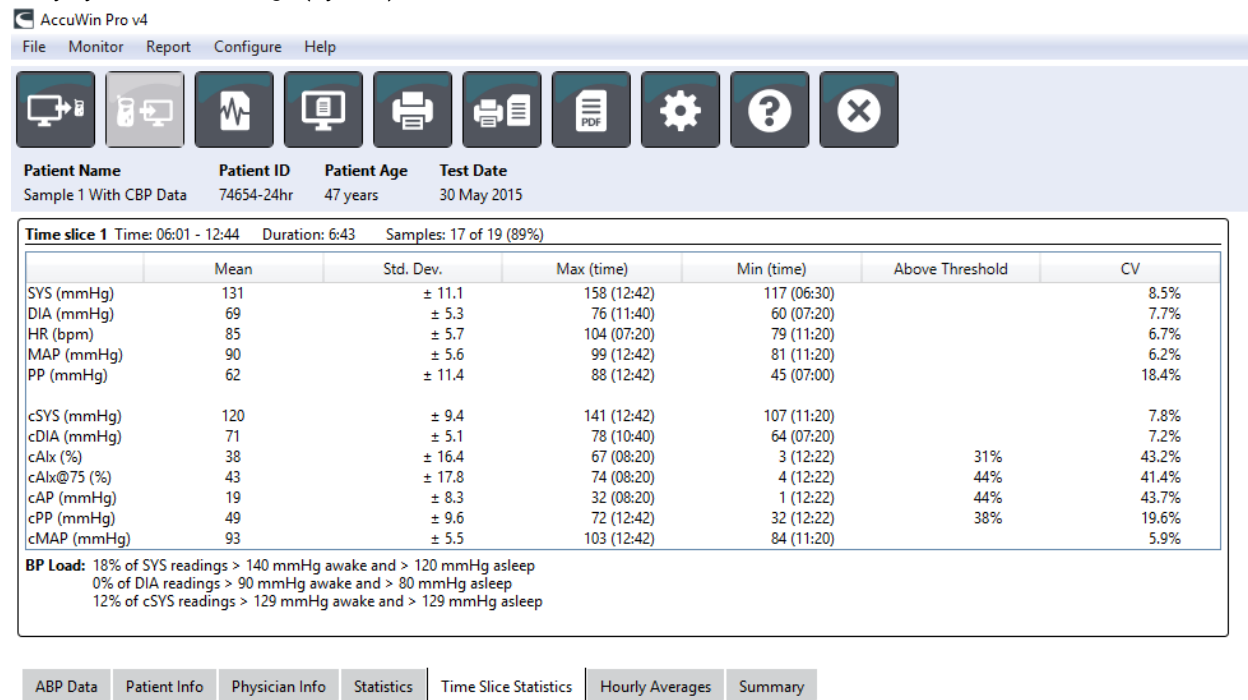 AccuWin Pro v4
File Monitor Report Configure Help
PDF
Patient Name Patient ID Patient Age Test Date
Sample 1 With CBP Data 74654-24hr 47 years 30 May 2015
Time slice 1 Time: 06:01 - 12:44 Duration: 6:43 Samples: 17 of 19 (89%)
Mean Std. Dev. Max (time) Min (time) Above Threshold CV
SYS (mmHg) 131 ± 11.1 158 (12:42) 117 (06:30) 8.5%
DIA (mmHg) 69 ± 5.3 76 (11:40) 60 (07:20) 7.7%
HR (bpm) 85 ± 5.7 104 (07:20) 79 (11:20) 6.7%
MAP (mmHg) 90 ± 5.6 99 (12:42) 81 (11:20) 6.2%
PP (mmHg) 62 ± 11.4 88 (12:42) 45 (07:00) 18.4%
cSYS (mmHg) 120 ± 9.4 141 (12:42) 107 (11:20) 7.8%
cDIA (mmHg) 71 ± 5.1 78 (10:40) 64 (07:20) 7.2%
cAIx (%) 38 ± 16.4 67 (08:20) 3 (12:22) 31% 43.2%
cAIx@75 (%) 43 ± 17.8 74 (08:20) 4 (12:22) 44% 41.4%
cAP (mmHg) 19 ± 8.3 32 (08:20) 1 (12:22) 44% 43.7%
cPP (mmHg) 49 ± 9.6 72 (12:42) 32 (12:22) 38% 19.6%
cMAP (mmHg) 93 ± 5.5 103 (12:42) 84 (11:20) 5.9%
BP Load: 18% of SYS readings > 140 mmHg awake and > 120 mmHg asleep
0% of DIA readings > 90 mmHg awake and > 80 mmHg asleep
12% of cSYS readings > 129 mmHg awake and > 129 mmHg asleep
ABP Data Patient Info Physician Info Statistics Time Slice Statistics Hourly Averages Summary